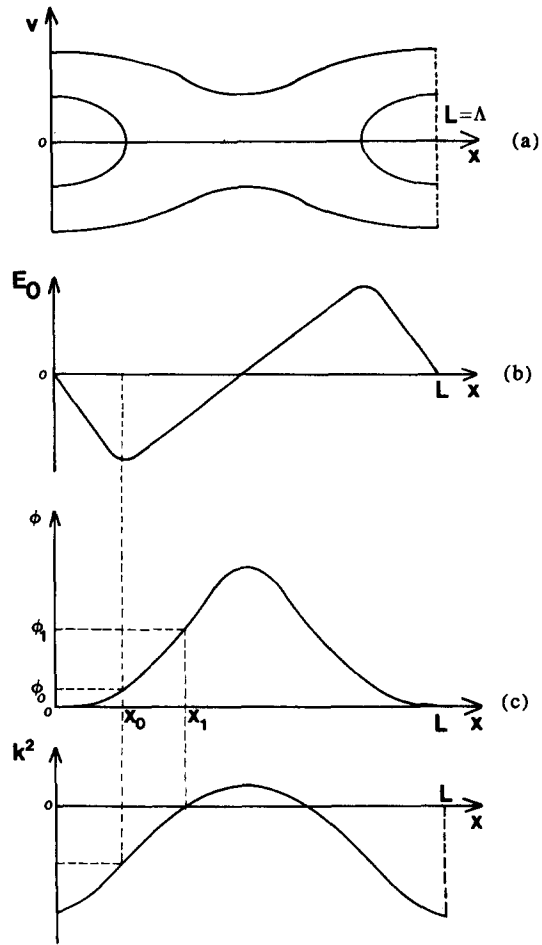 v
L=Λ
o
x
(a)
E₀
o
L x
(b)
ϕ
ϕ₁
ϕ₀
o
x₀ x₁
L x
(c)
k²
L
o
x